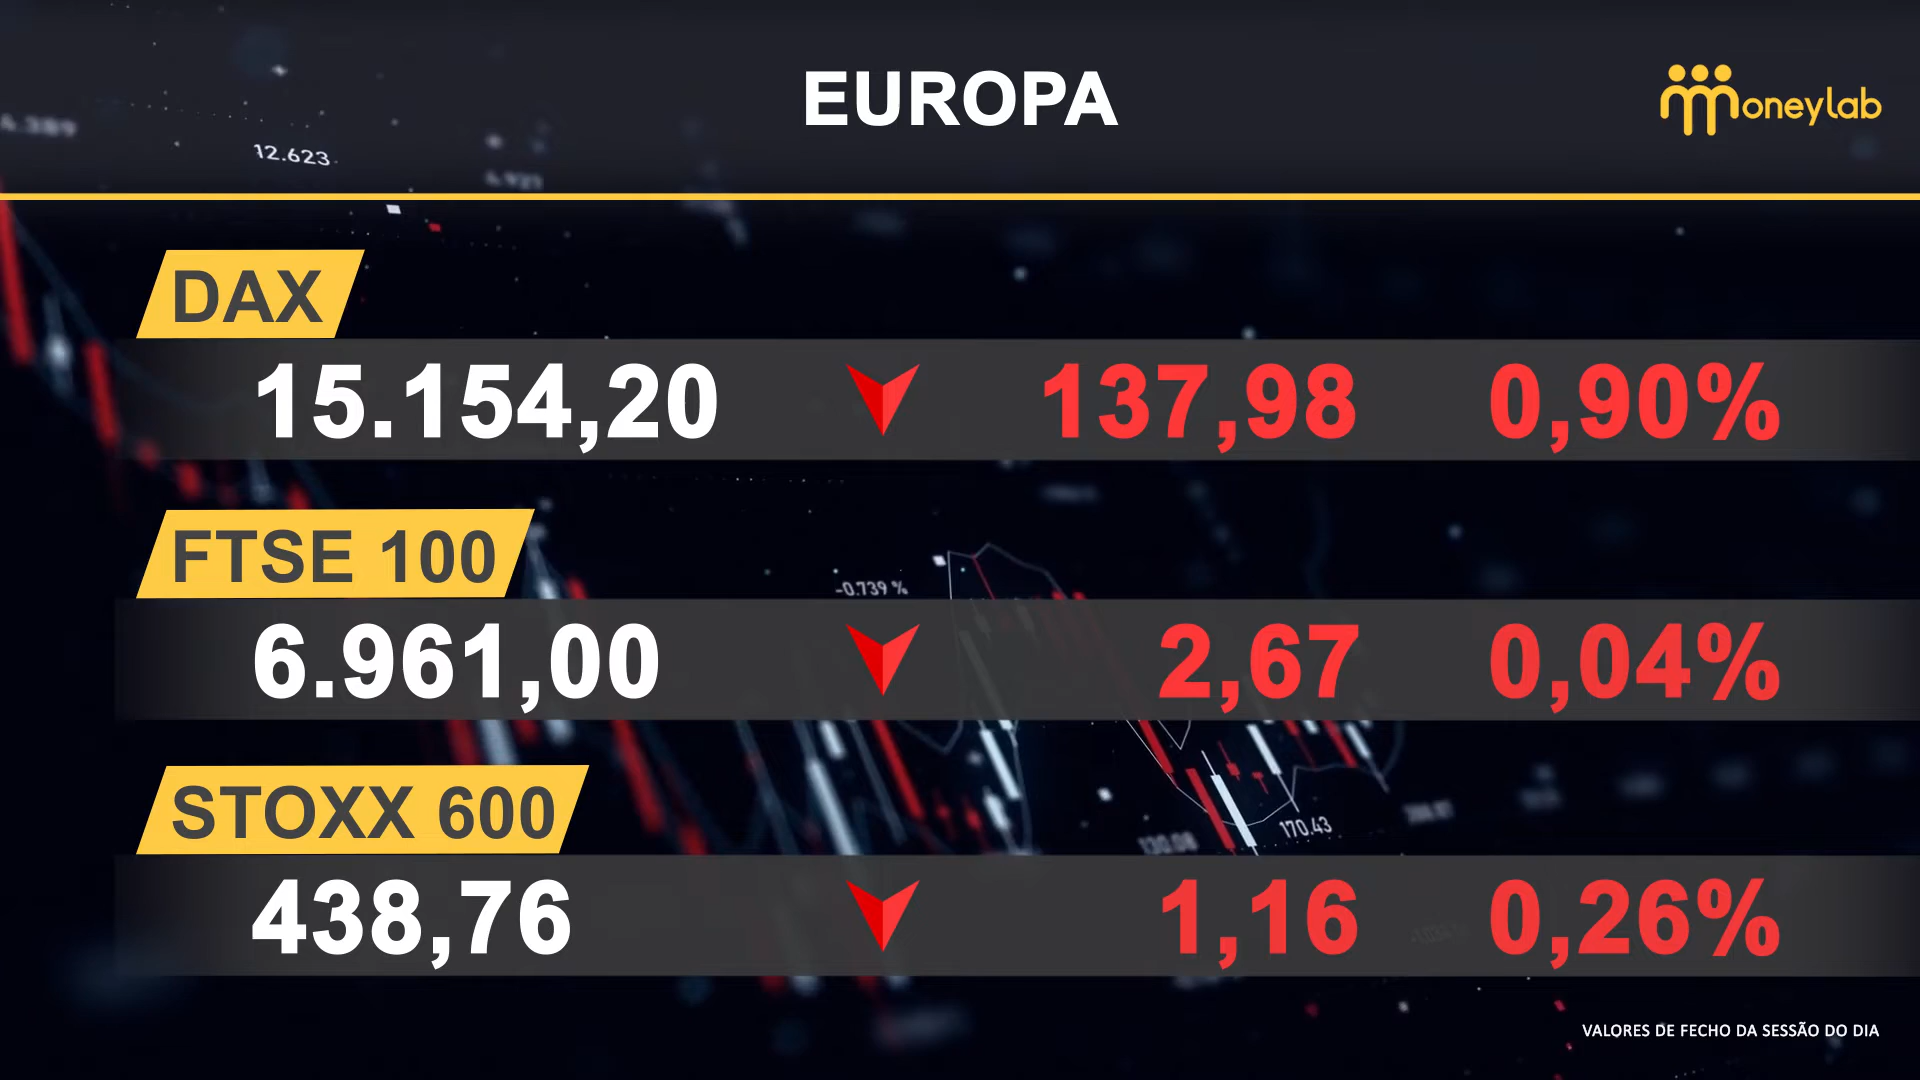 EUROPA
Moneylab
12.623
DAX
15.154,20 137,98 0,90%
FTSE 100
-0.739 %
6.961,00 2,67 0,04%
STOXX 600
170.43
438,76 1,16 0,26%
VALORES DE FECHO DA SESSÃO DO DIA